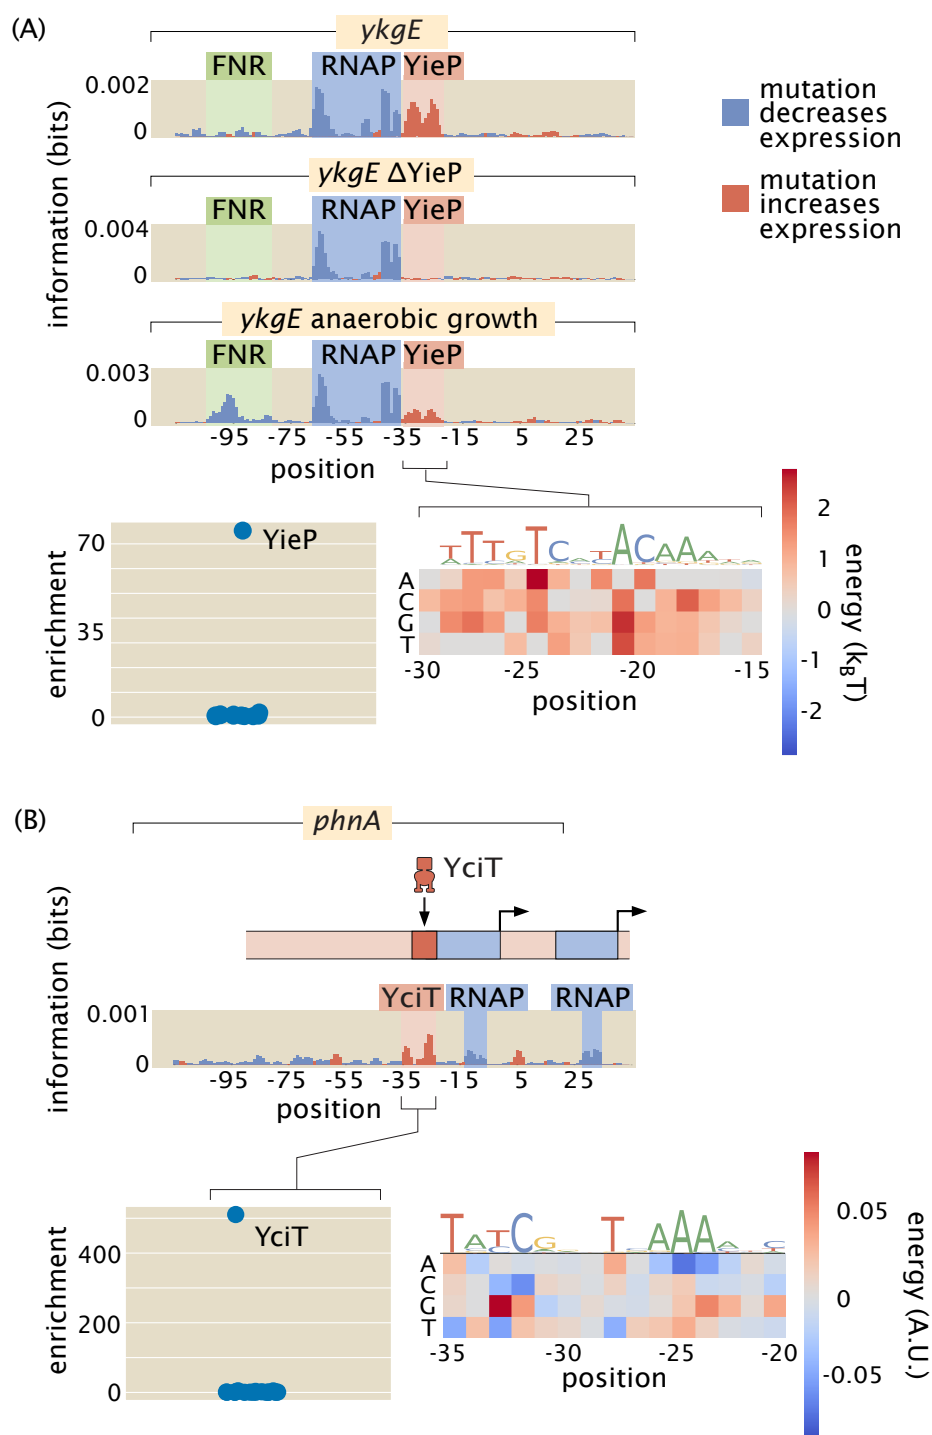 (A)
ykgE
FNR RNAP YieP
0.002
0
mutation
decreases
expression
ykgE ΔYieP
mutation
increases
expression
FNR RNAP YieP
0.004
0
information (bits)
ykgE anaerobic growth
FNR RNAP YieP
0.003
0
-95 -75 -55 -35 -15 5 25
position
YieP
70
35
0
enrichment
TTTGTCATACAAA
A
C
G
T
-30 -25 -20 -15
position
2
1
0
-1
-2
energy (kBT)
(B)
phnA
YciT
information (bits)
YciT RNAP RNAP
0.001
0
-95 -75 -55 -35 -15 5 25
position
YciT
400
200
0
enrichment
TATCG T AAAA
A
C
G
T
-35 -30 -25 -20
position
0.05
0
-0.05
energy (A.U.)